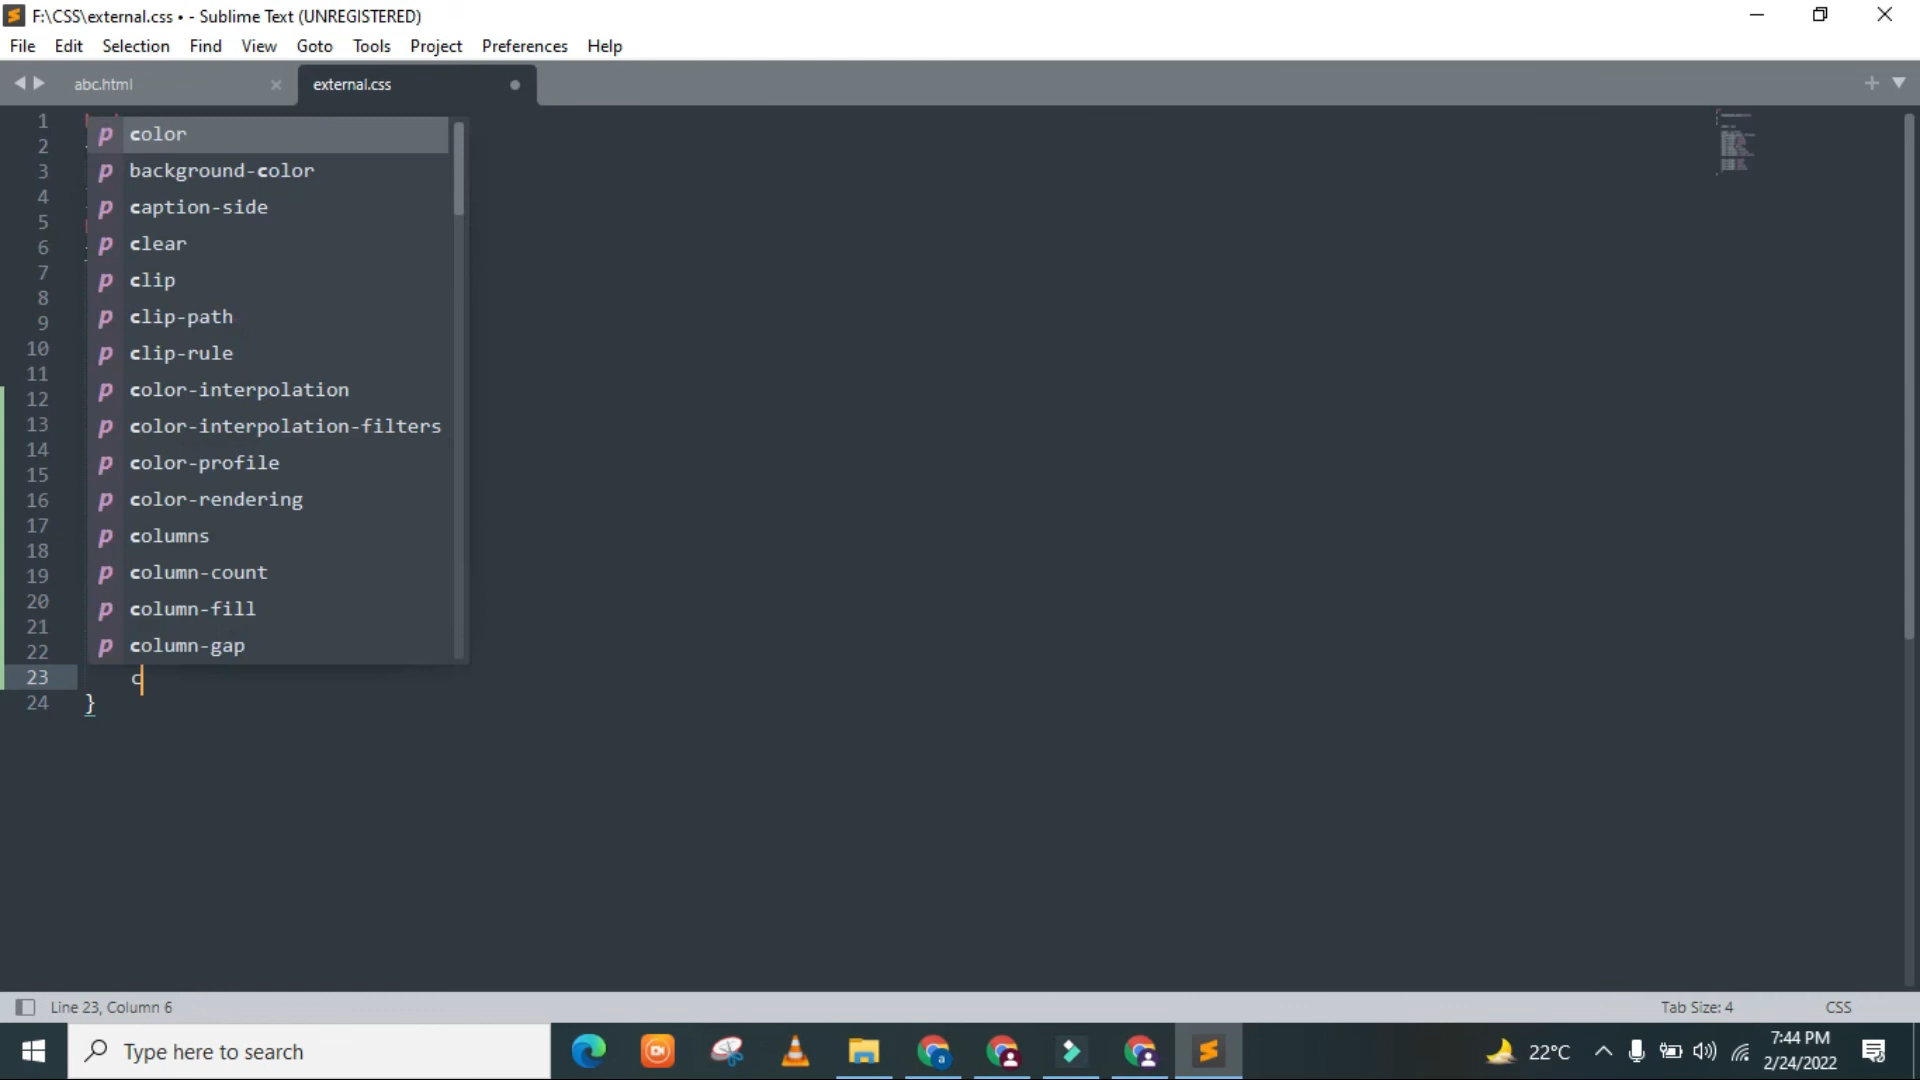 F:\CSS\external.css • - Sublime Text (UNREGISTERED)
File Edit Selection Find View Goto Tools Project Preferences Help
abc.html external.css
1
2
3
4
5
6
7
8
9
10
11
12
13
14
15
16
17
18
19
20
21
22
23 c
24 }
p color
p background-color
p caption-side
p clear
p clip
p clip-path
p clip-rule
p color-interpolation
p color-interpolation-filters
p color-profile
p color-rendering
p columns
p column-count
p column-fill
p column-gap
Line 23, Column 6 Tab Size: 4 CSS
Type here to search 22°C 7:44 PM
2/24/2022